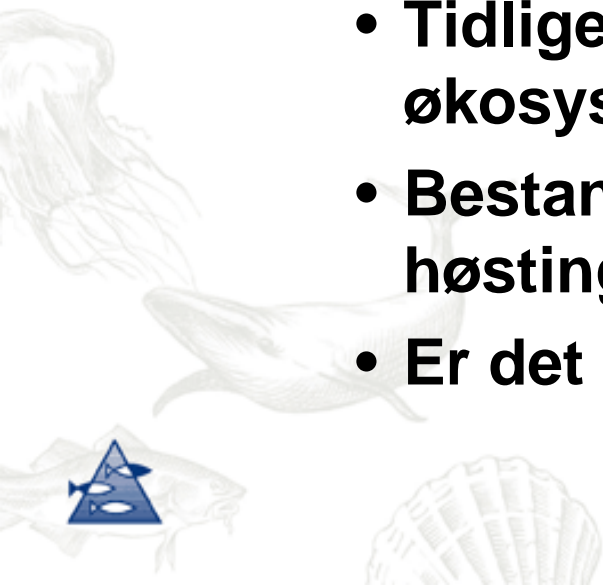 • Tidlige
økosys
• Bestan
høsting
• Er det